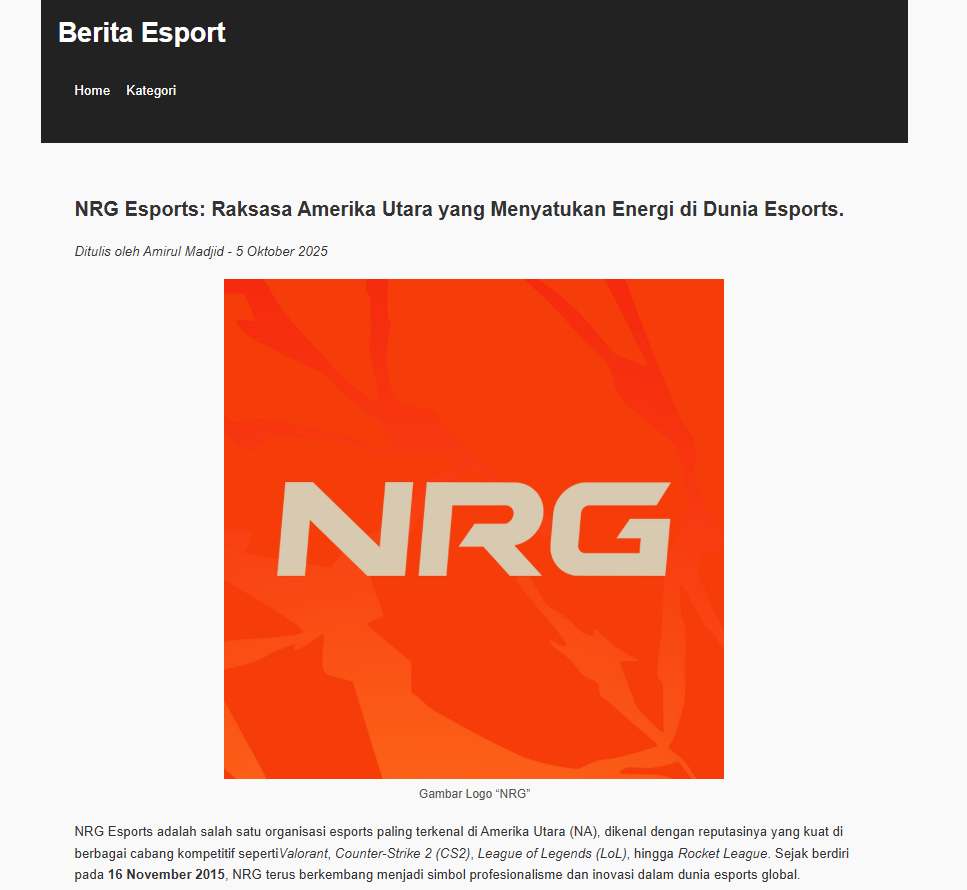 Berita Esport
Home Kategori
NRG Esports: Raksasa Amerika Utara yang Menyatukan Energi di Dunia Esports.
Ditulis oleh Amirul Madjid - 5 Oktober 2025
NRG
Gambar Logo “NRG”
NRG Esports adalah salah satu organisasi esports paling terkenal di Amerika Utara (NA), dikenal dengan reputasinya yang kuat di
berbagai cabang kompetitif sepertiValorant, Counter-Strike 2 (CS2), League of Legends (LoL), hingga Rocket League. Sejak berdiri
pada 16 November 2015, NRG terus berkembang menjadi simbol profesionalisme dan inovasi dalam dunia esports global.